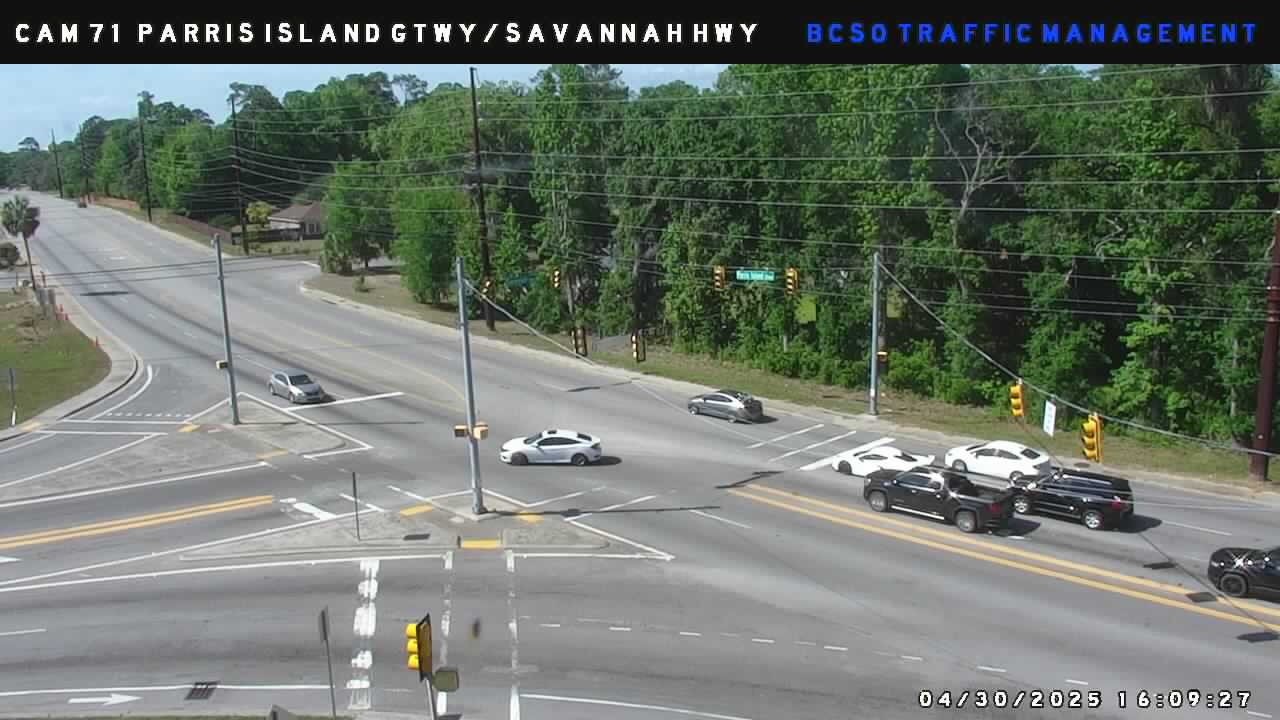 CAM 71 PARRIS ISLAND GTWY/SAVANNAH HWY BCSO TRAFFIC MANAGEMENT
04/30/2025 16:09:27